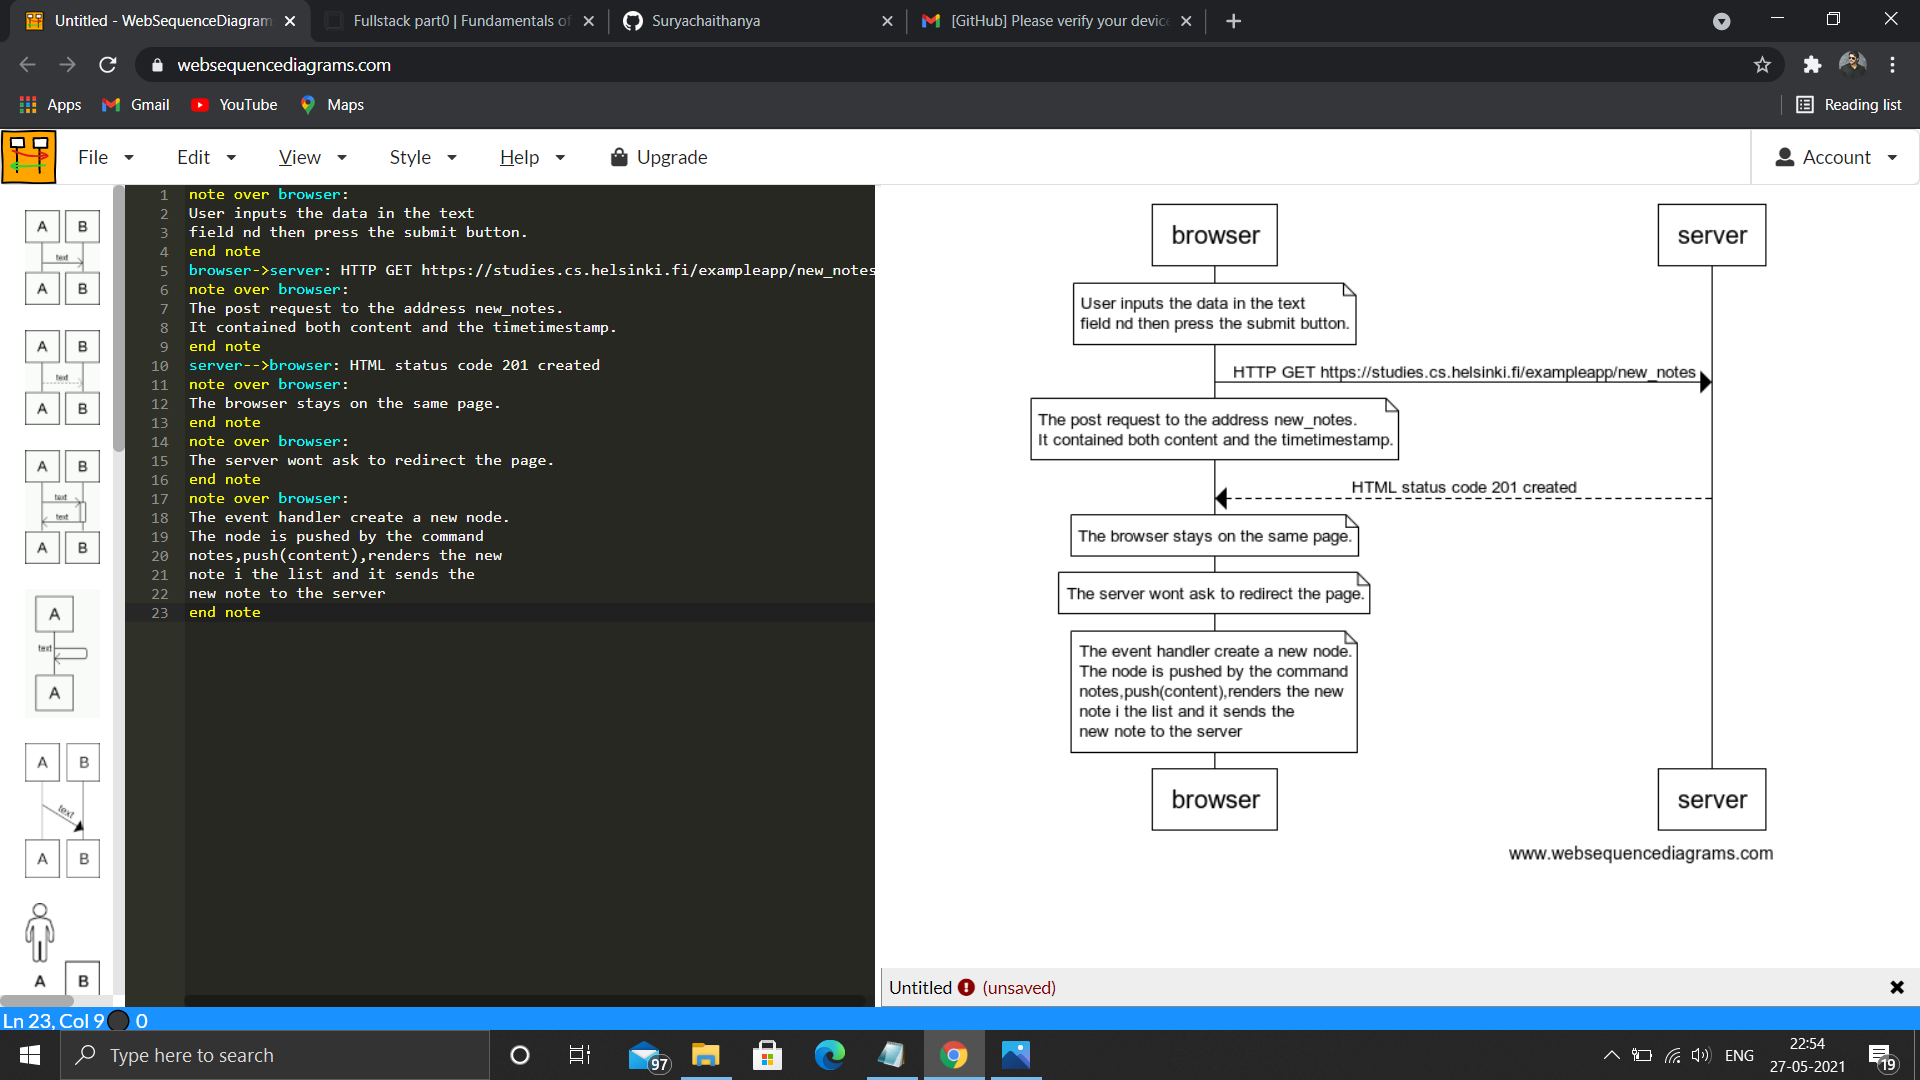 Untitled - WebSequenceDiagram
Fullstack part0 | Fundamentals of
Suryachaithanya
[GitHub] Please verify your device
websequencediagrams.com
Apps
Gmail
YouTube
Maps
Reading list
File
Edit
View
Style
Help
Upgrade
Account
A B
text
A B
A B
text
A B
A B
text
text
A B
A
text
A
A B
text
A B
A B
1 note over browser:
2 User inputs the data in the text
3 field nd then press the submit button.
4 end note
5 browser->server: HTTP GET https://studies.cs.helsinki.fi/exampleapp/new_notes
6 note over browser:
7 The post request to the address new_notes.
8 It contained both content and the timetimestamp.
9 end note
10 server-->browser: HTML status code 201 created
11 note over browser:
12 The browser stays on the same page.
13 end note
14 note over browser:
15 The server wont ask to redirect the page.
16 end note
17 note over browser:
18 The event handler create a new node.
19 The node is pushed by the command
20 notes,push(content),renders the new
21 note i the list and it sends the
22 new note to the server
23 end note
browser
server
User inputs the data in the text
field nd then press the submit button.
HTTP GET https://studies.cs.helsinki.fi/exampleapp/new_notes
The post request to the address new_notes.
It contained both content and the timetimestamp.
HTML status code 201 created
The browser stays on the same page.
The server wont ask to redirect the page.
The event handler create a new node.
The node is pushed by the command
notes,push(content),renders the new
note i the list and it sends the
new note to the server
browser
server
www.websequencediagrams.com
Untitled (unsaved)
Ln 23, Col 9 0
Type here to search
97
ENG
22:54
27-05-2021
19